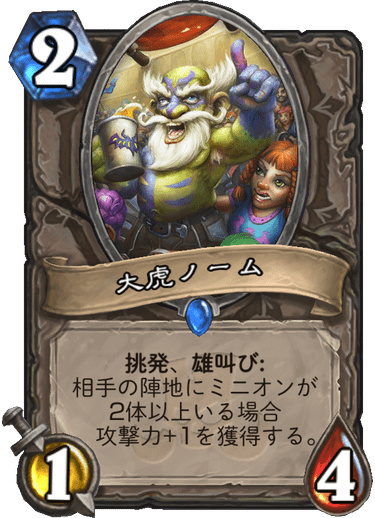 2
大虎ノーム
挑発、雄叫び:
相手の陣地にミニオンが
2体以上いる場合
攻撃力+1を獲得する。
1
4